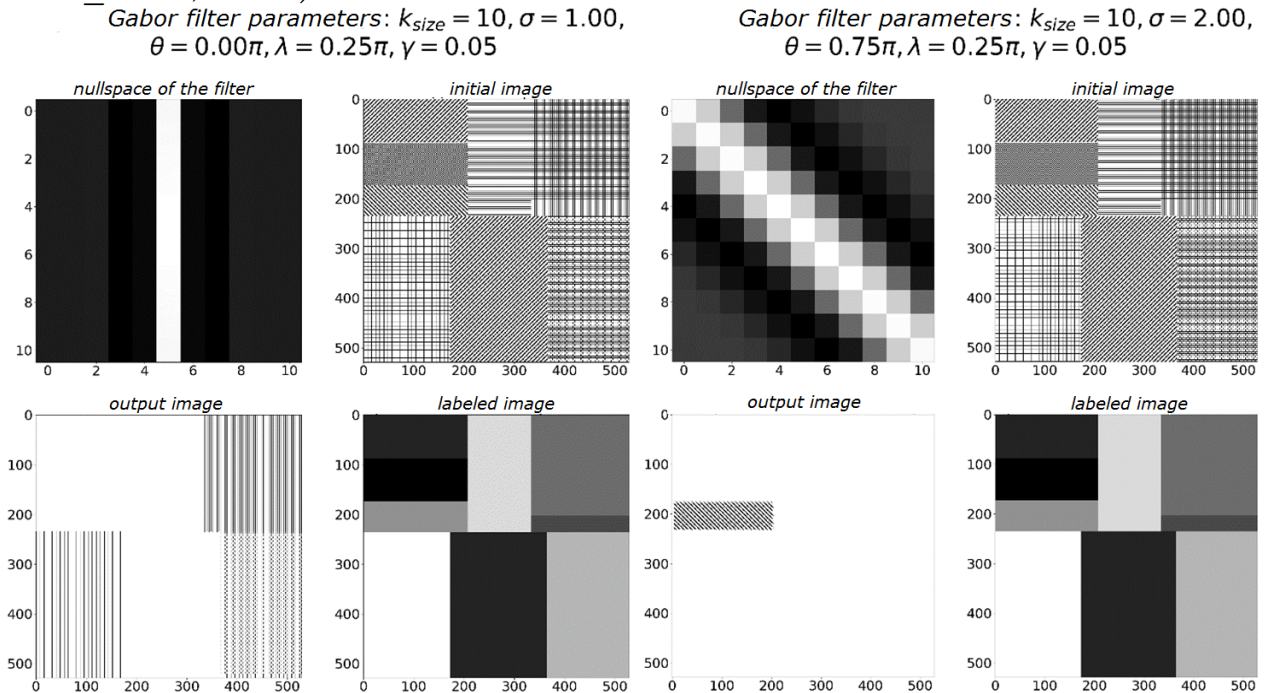 Gabor filter parameters: k_size = 10, σ = 1.00,
θ = 0.00π, λ = 0.25π, γ = 0.05
nullspace of the filter
0
2
4
6
8
10
0 2 4 6 8 10
initial image
0
100
200
300
400
500
0 100 200 300 400 500
output image
0
100
200
300
400
500
0 100 200 300 400 500
labeled image
0
100
200
300
400
500
0 100 200 300 400 500
Gabor filter parameters: k_size = 10, σ = 2.00,
θ = 0.75π, λ = 0.25π, γ = 0.05
nullspace of the filter
0
2
4
6
8
10
0 2 4 6 8 10
initial image
0
100
200
300
400
500
0 100 200 300 400 500
output image
0
100
200
300
400
500
0 100 200 300 400 500
labeled image
0
100
200
300
400
500
0 100 200 300 400 500